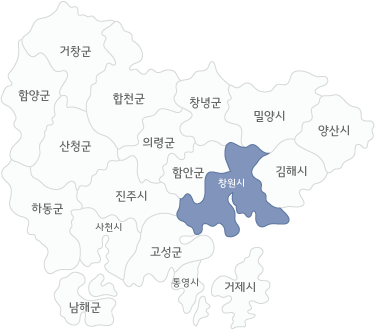 거창군
함양군
합천군
창녕군
밀양시
양산시
산청군
의령군
함안군
창원시
김해시
진주시
하동군
사천시
고성군
통영시
거제시
남해군